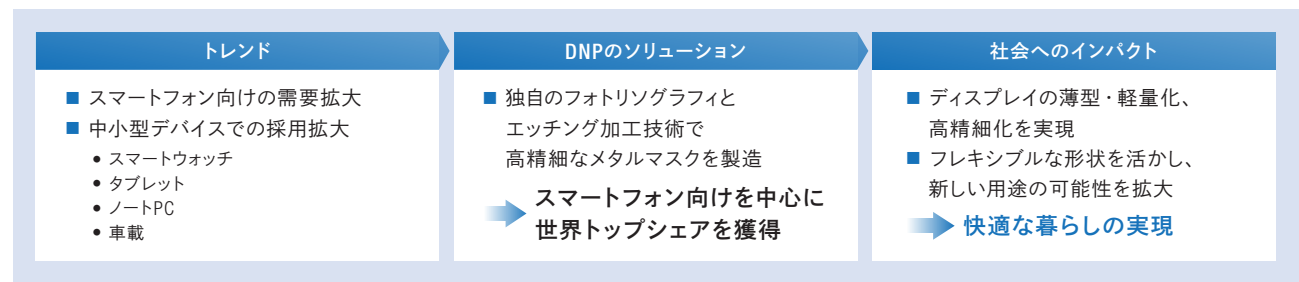 トレンド
■ スマートフォン向けの需要拡大
■ 中小型デバイスでの採用拡大
● スマートウォッチ
● タブレット
● ノートPC
● 車載
DNPのソリューション
■ 独自のフォトリソグラフィと
エッチング加工技術で
高精細なメタルマスクを製造
スマートフォン向けを中心に
世界トップシェアを獲得
社会へのインパクト
■ ディスプレイの薄型・軽量化、
高精細化を実現
■ フレキシブルな形状を活かし、
新しい用途の可能性を拡大
快適な暮らしの実現